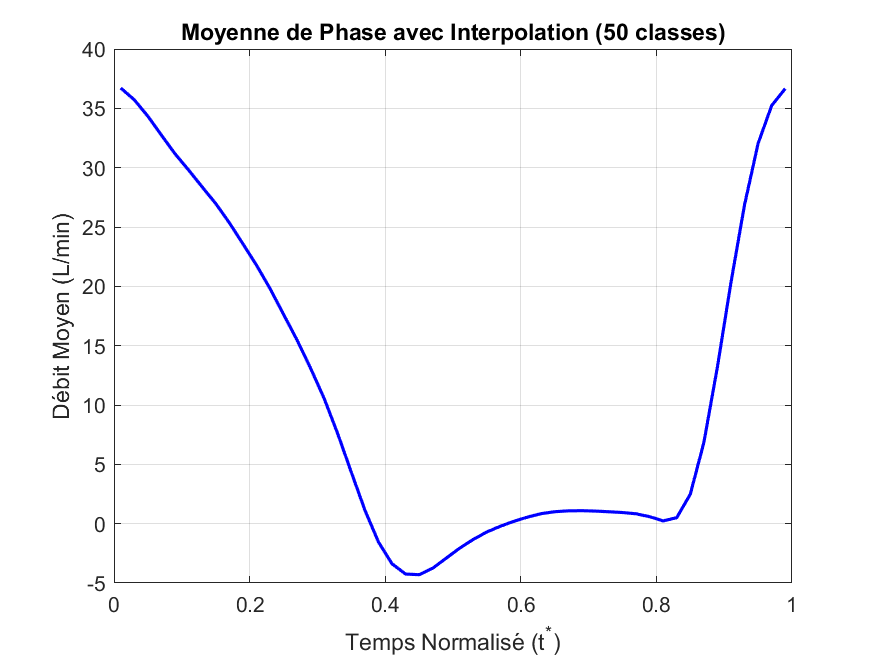 Moyenne de Phase avec Interpolation (50 classes)
40
35
30
25
20
15
10
5
0
-5
Débit Moyen (L/min)
0 0.2 0.4 0.6 0.8 1
Temps Normalisé (t*)